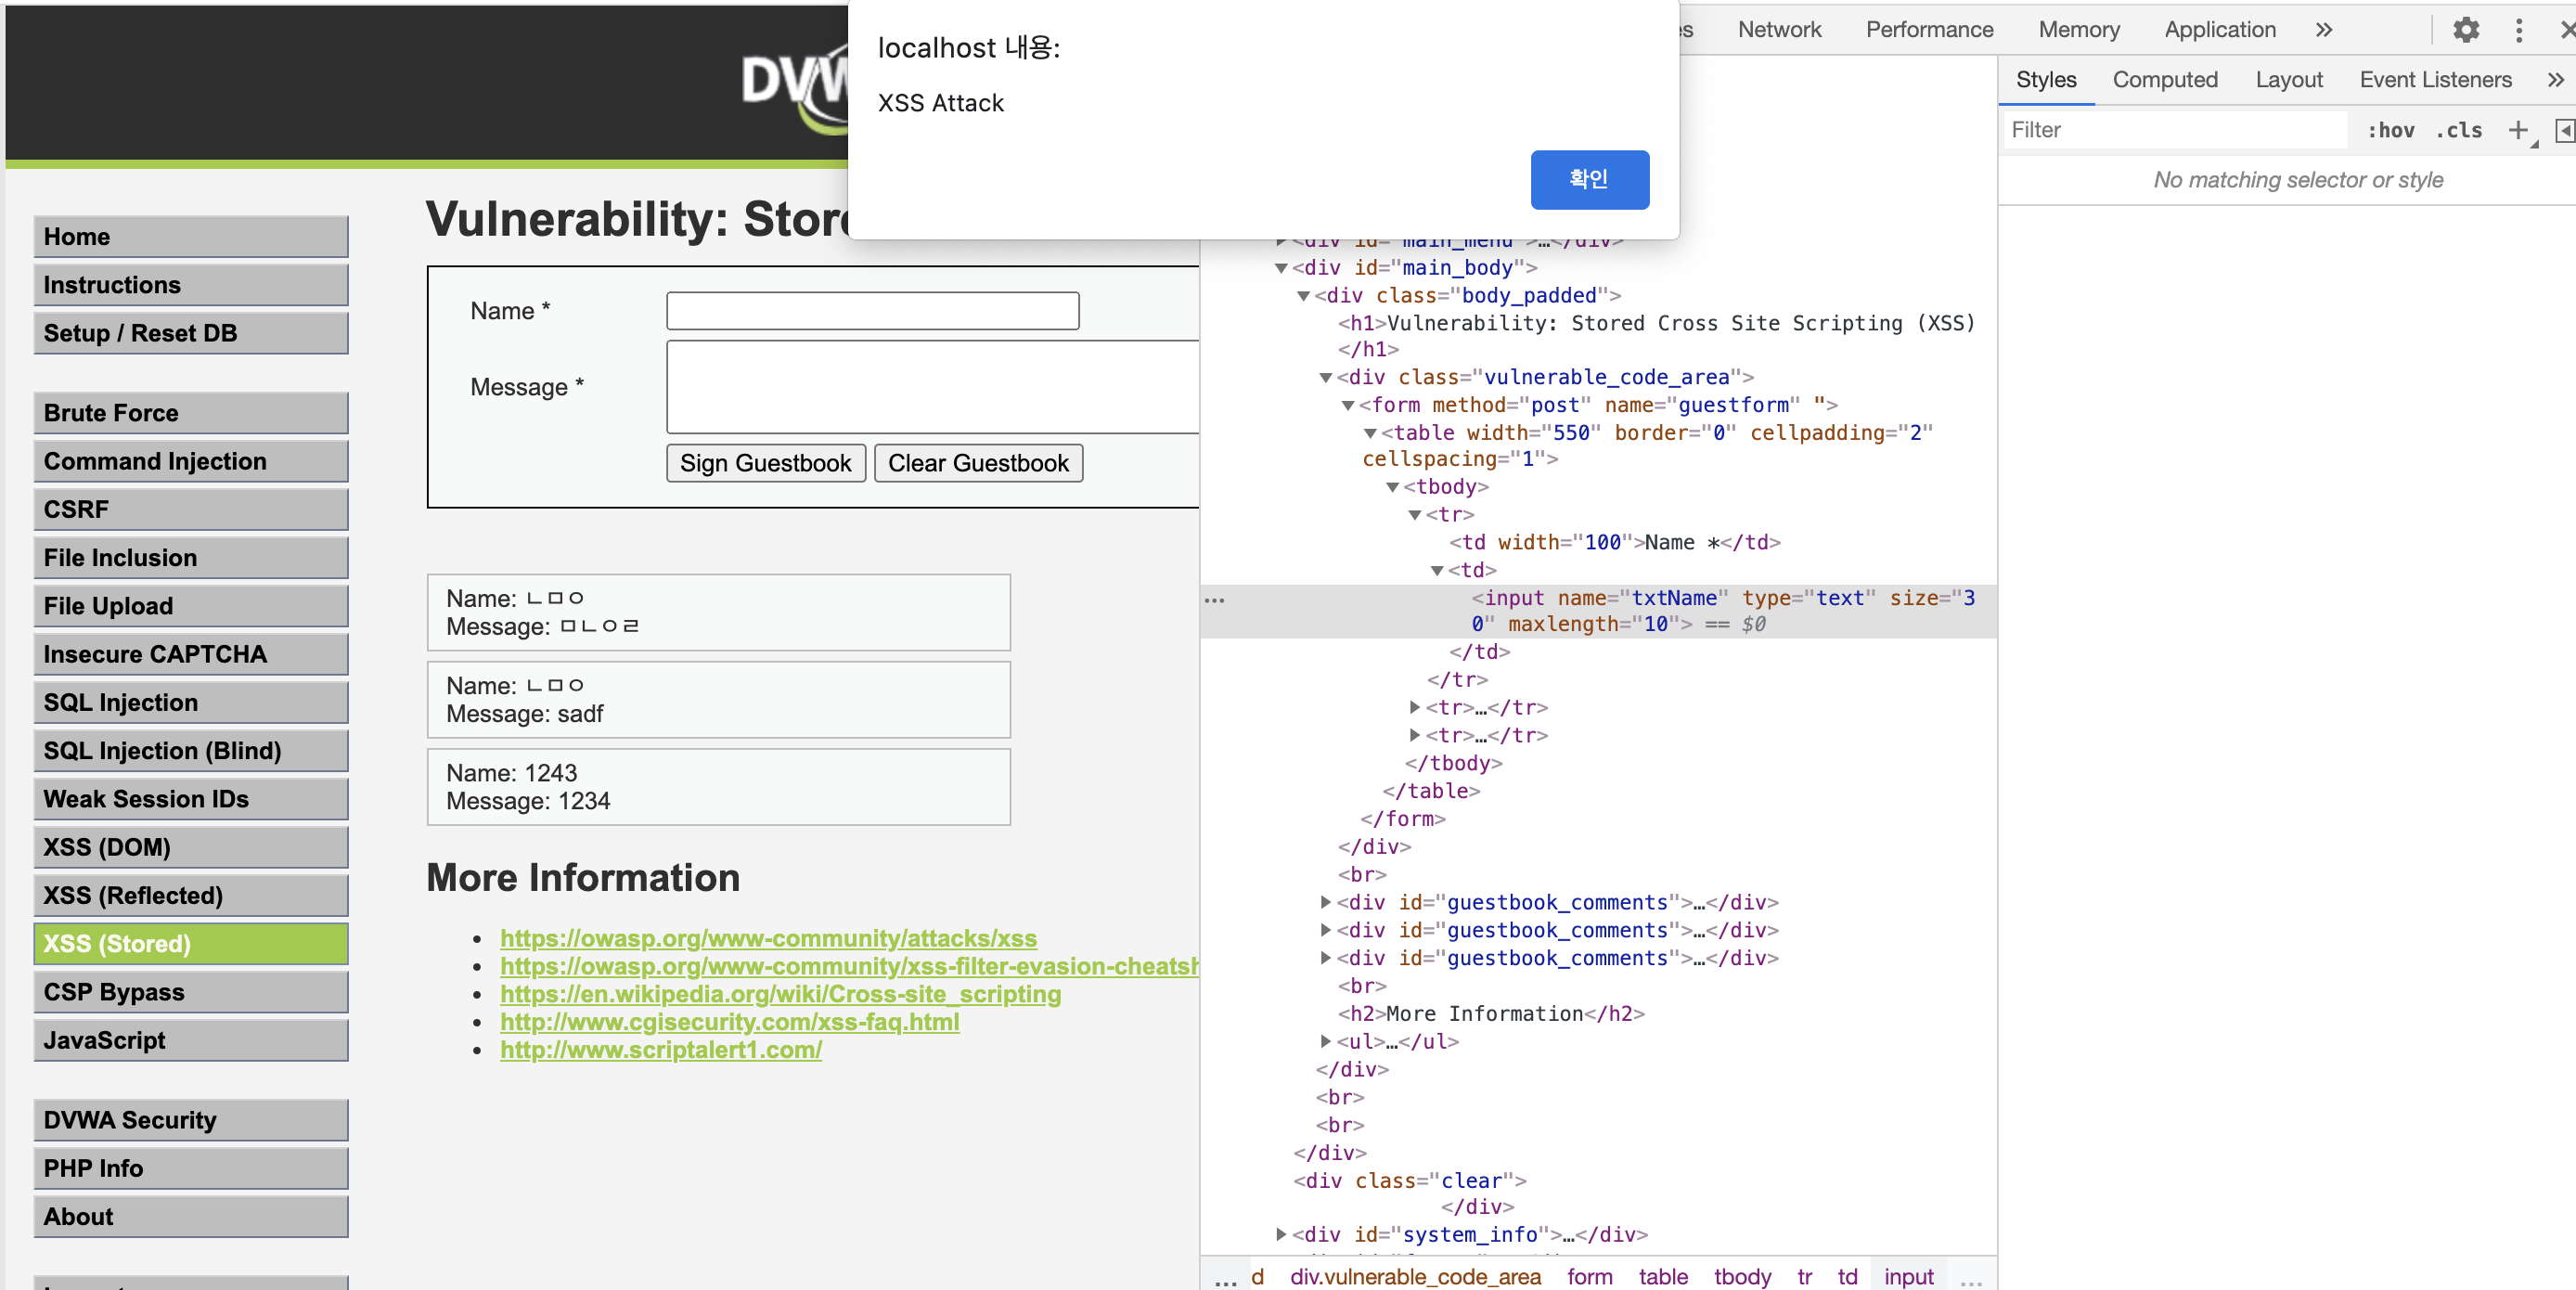 localhost 내용:
XSS Attack
확인
Network Performance Memory Application
Styles Computed Layout Event Listeners
Filter :hov .cls
No matching selector or style
Home
Instructions
Setup / Reset DB
Brute Force
Command Injection
CSRF
File Inclusion
File Upload
Insecure CAPTCHA
SQL Injection
SQL Injection (Blind)
Weak Session IDs
XSS (DOM)
XSS (Reflected)
XSS (Stored)
CSP Bypass
JavaScript
DVWA Security
PHP Info
About
Vulnerability:
Name *
Message *
Sign Guestbook Clear Guestbook
Name: ㄴㅁㅇ
Message: ㅁㄴㅇㄹ
Name: ㄴㅁㅇ
Message: sadf
Name: 1243
Message: 1234
More Information
https://owasp.org/www-community/attacks/xss
https://owasp.org/www-community/xss-filter-evasion-cheatsh
https://en.wikipedia.org/wiki/Cross-site_scripting
http://www.cgisecurity.com/xss-faq.html
http://www.scriptalert1.com/
<div id="main_menu">…</div>
<div id="main_body">
<div class="body_padded">
<h1>Vulnerability: Stored Cross Site Scripting (XSS)
</h1>
<div class="vulnerable_code_area">
<form method="post" name="guestform" ">
<table width="550" border="0" cellpadding="2"
cellspacing="1">
<tbody>
<tr>
<td width="100">Name *</td>
<td>
<input name="txtName" type="text" size="3
0" maxlength="10"> == $0
</td>
</tr>
<tr>…</tr>
<tr>…</tr>
</tbody>
</table>
</form>
</div>
<br>
<div id="guestbook_comments">…</div>
<div id="guestbook_comments">…</div>
<div id="guestbook_comments">…</div>
<br>
<h2>More Information</h2>
<ul>…</ul>
</div>
<br>
<br>
</div>
<div class="clear">
</div>
<div id="system_info">…</div>
… d div.vulnerable_code_area form table tbody tr td input …